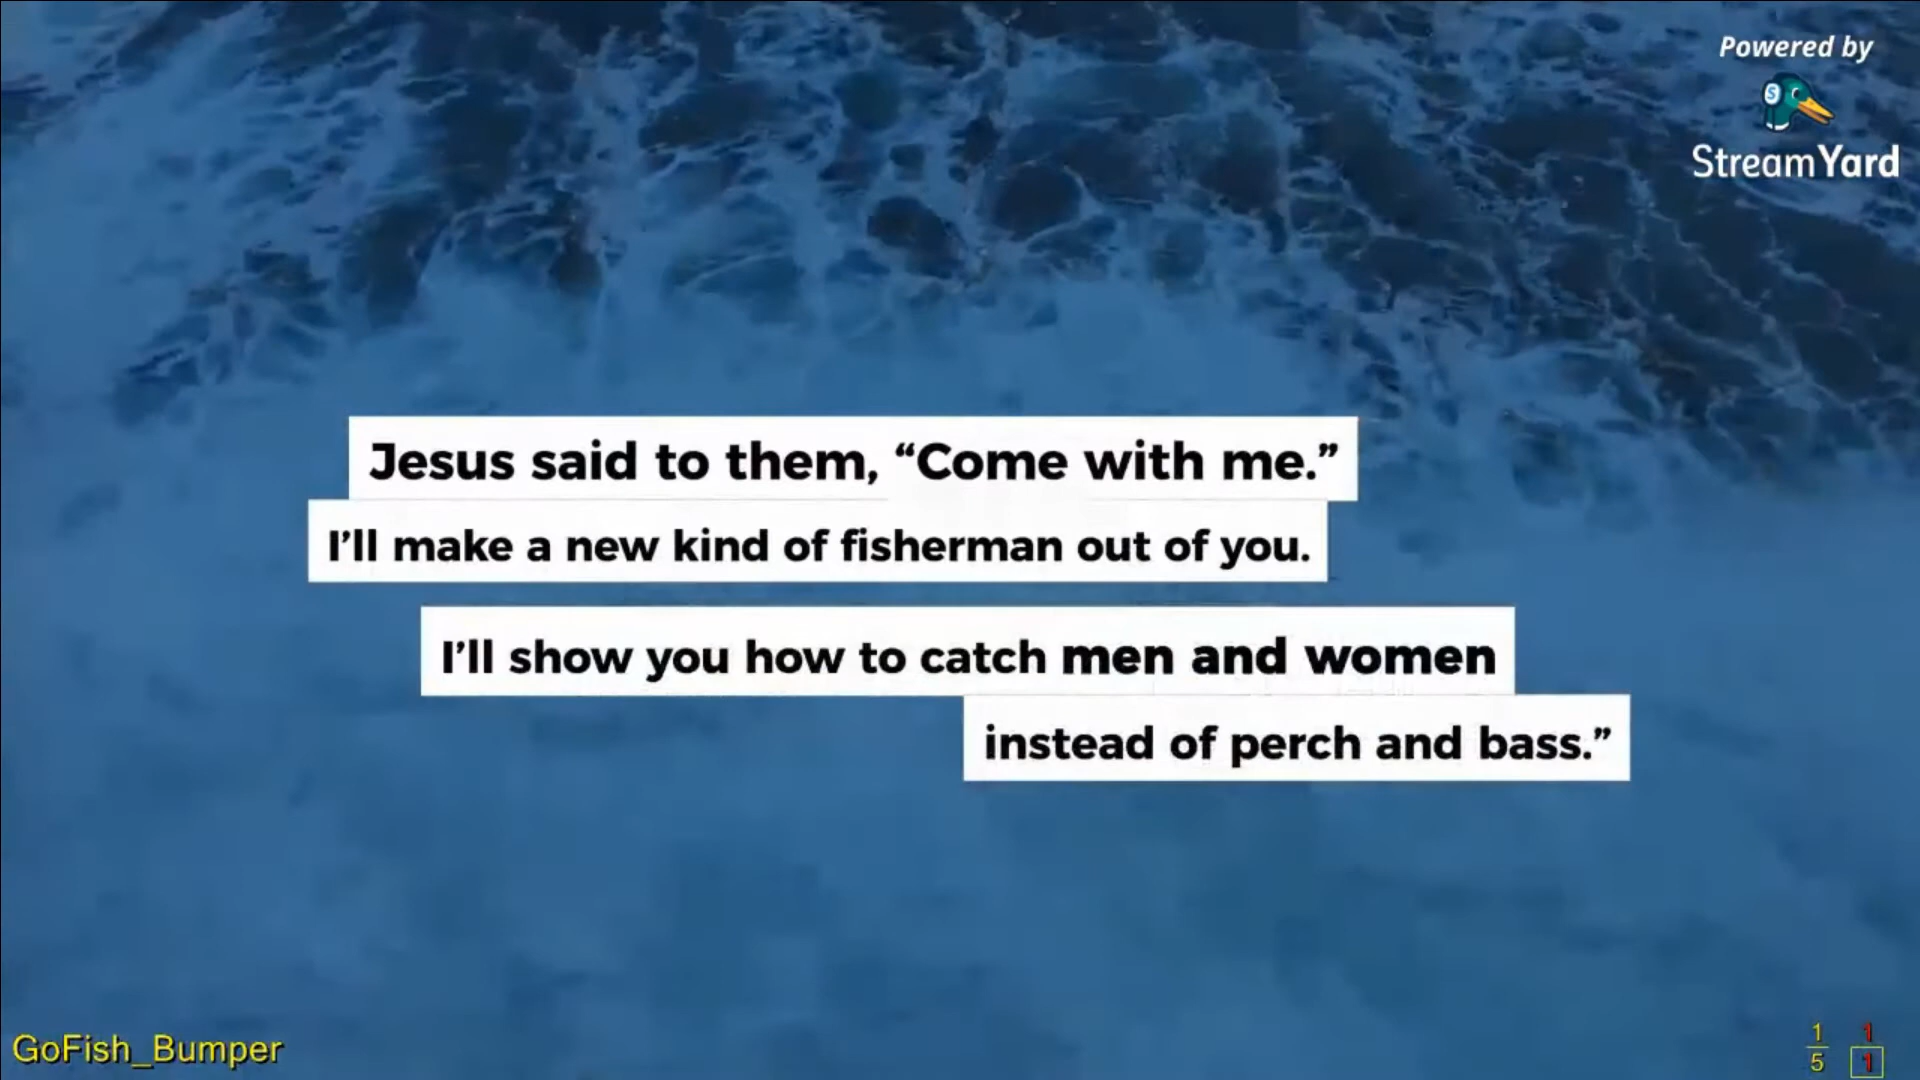 Powered by
S
StreamYard
Jesus said to them, “Come with me.”
I’ll make a new kind of fisherman out of you.
I’ll show you how to catch men and women
instead of perch and bass.”
GoFish_Bumper
1 1
5 1